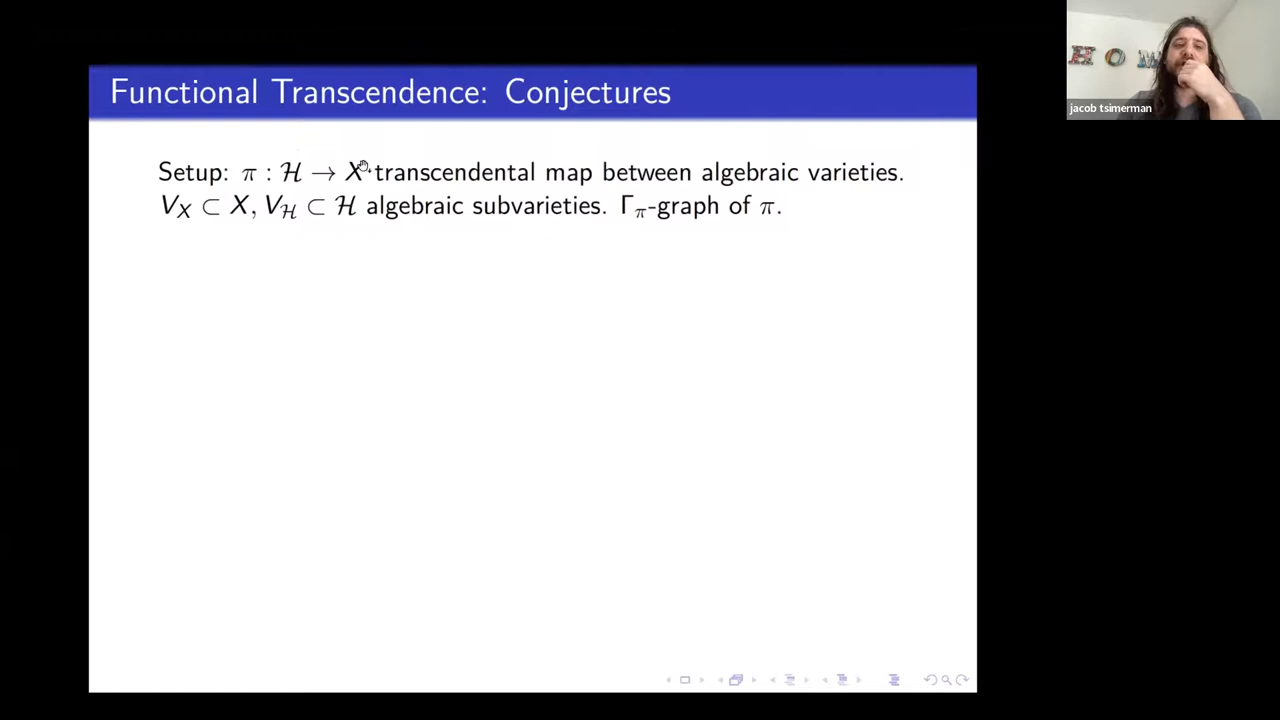 Functional Transcendence: Conjectures
Setup: π : ℋ → X transcendental map between algebraic varieties.
V_X ⊂ X, V_ℋ ⊂ ℋ algebraic subvarieties. Γ_π-graph of π.
H O M
jacob tsimerman